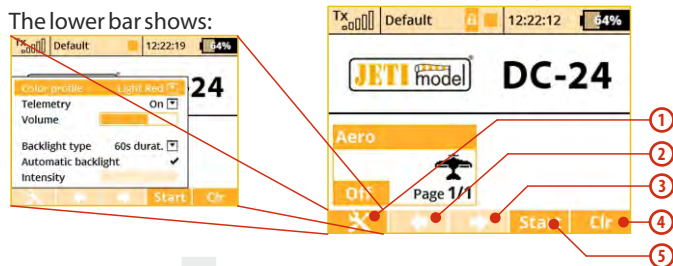 The lower bar shows:
Tx Default 12:22:19 64%
24
Color profile Light Red
Telemetry On
Volume
Backlight type 60s durat.
Automatic backlight
Intensity
Start Clr
Tx Default 12:22:12 64%
JETI model DC-24
Aero
Off Page 1/1
Start Clr
1
2
3
4
5